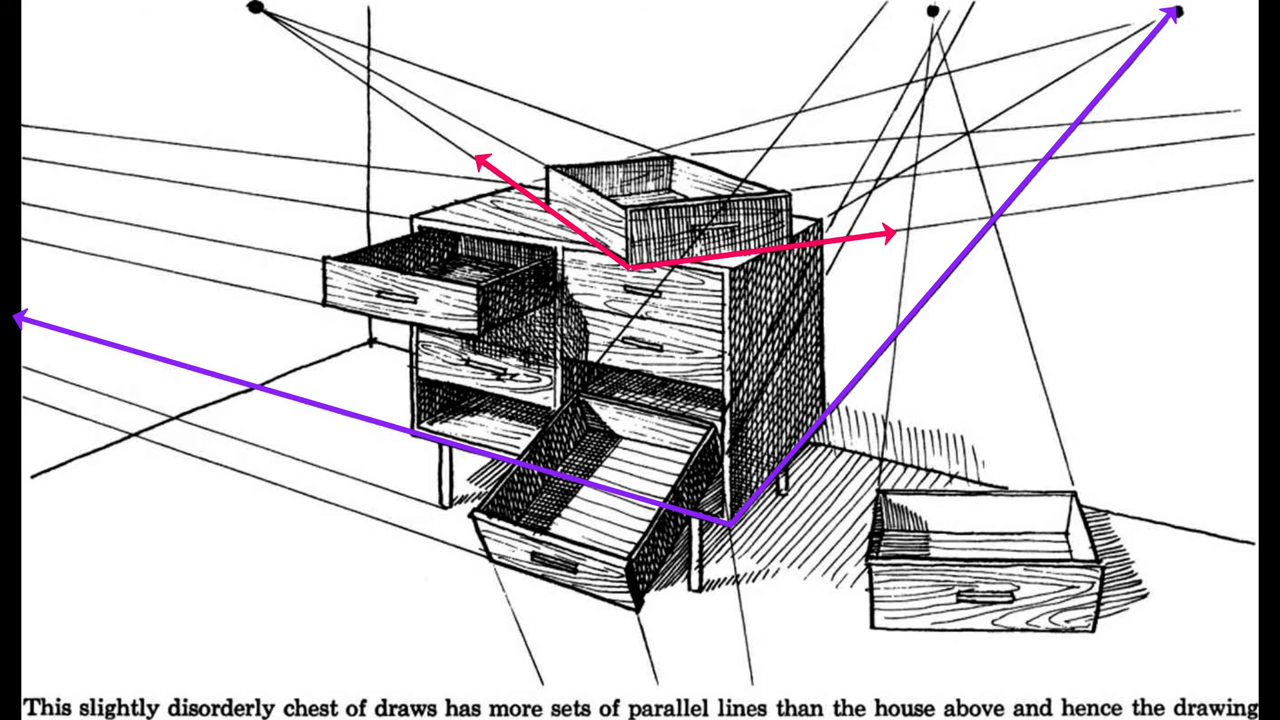 This slightly disorderly chest of draws has more sets of parallel lines than the house above and hence the drawing